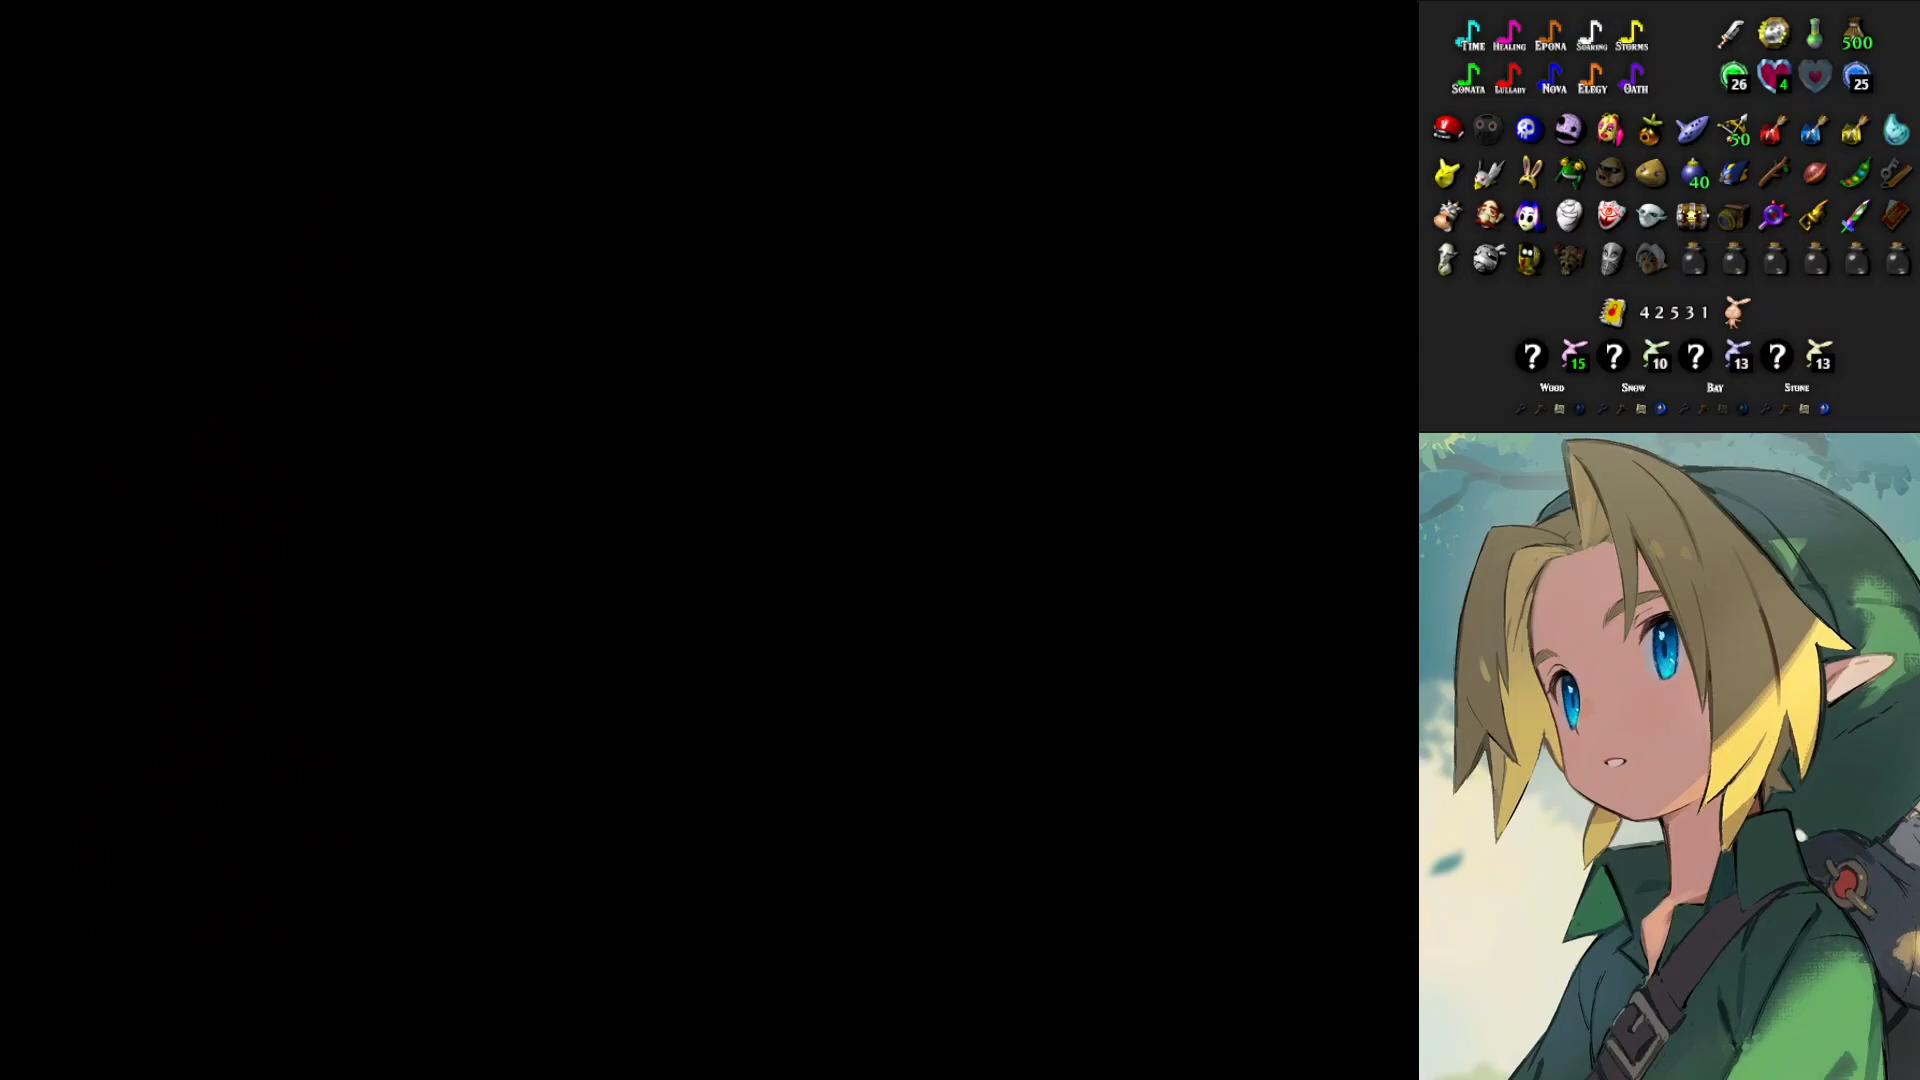 TIME HEALING EPONA SOARING STORMS
500
SONATA LULLABY NOVA ELEGY OATH
26 4 25
50
40
4 2 5 3 1
? 15 ? 10 ? 13 ? 13
WOOD SNOW BAY STONE